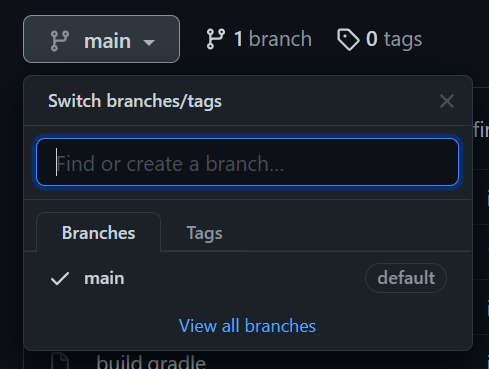 main 1 branch 0 tags
Switch branches/tags
Find or create a branch...
Branches Tags
main default
View all branches
build.gradle